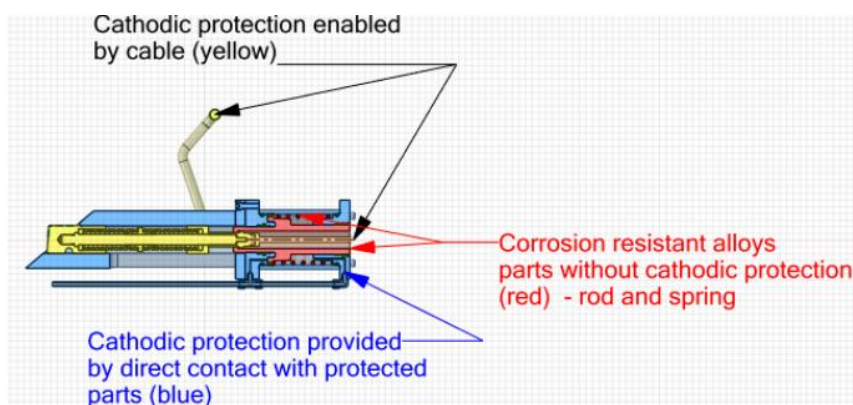 Cathodic protection enabled
by cable (yellow)
Corrosion resistant alloys
parts without cathodic protection
(red) - rod and spring
Cathodic protection provided
by direct contact with protected
parts (blue)